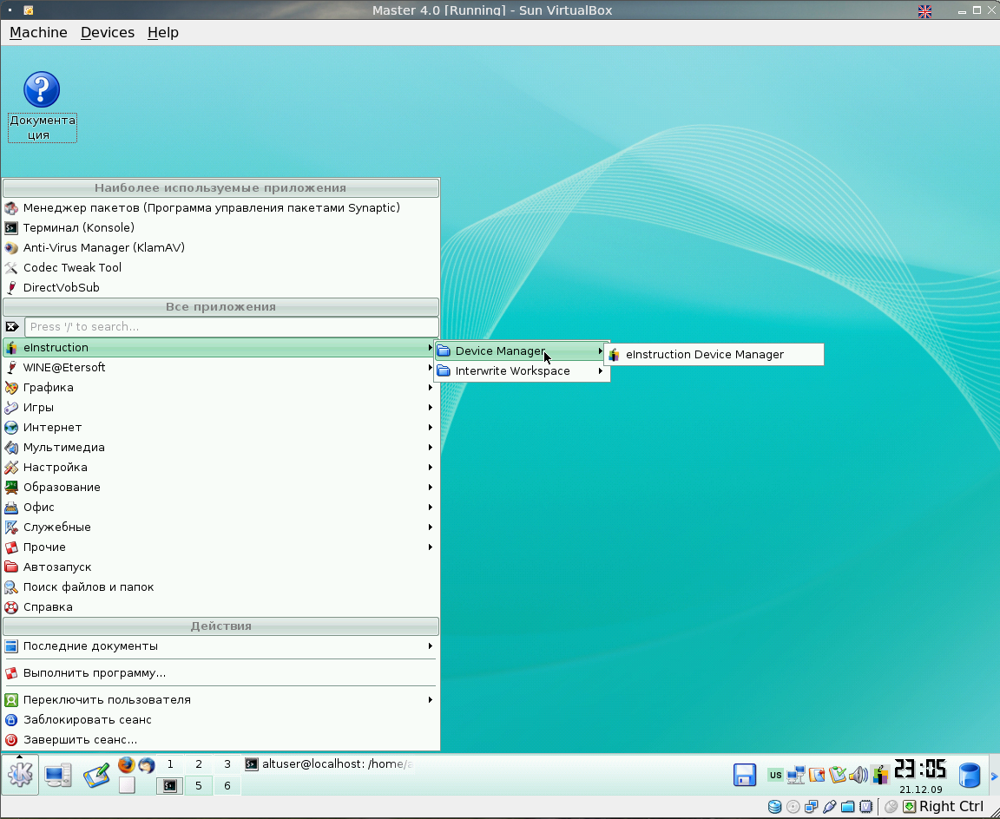 Master 4.0 [Running] - Sun VirtualBox
Machine Devices Help
Документа
ция
Наиболее используемые приложения
Менеджер пакетов (Программа управления пакетами Synaptic)
Терминал (Konsole)
Anti-Virus Manager (KlamAV)
Codec Tweak Tool
DirectVobSub
Все приложения
Press '/' to search...
eInstruction
Device Manager
eInstruction Device Manager
WINE@Etersoft
Interwrite Workspace
Графика
Игры
Интернет
Мультимедиа
Настройка
Образование
Офис
Служебные
Прочие
Автозапуск
Поиск файлов и папок
Справка
Действия
Последние документы
Выполнить программу...
Переключить пользователя
Заблокировать сеанс
Завершить сеанс...
1 2 3
altuser@localhost: /home/a
5 6
us
23:05
21.12.09
Right Ctrl